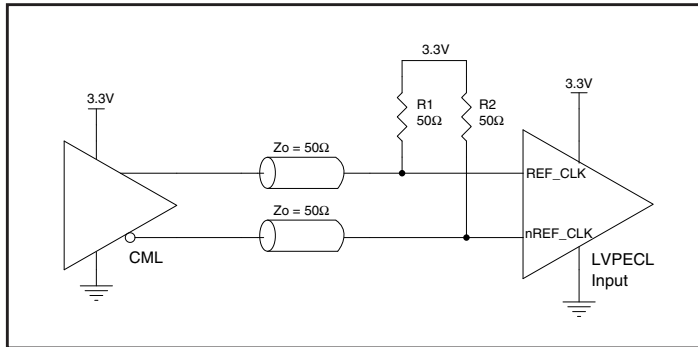 3.3V
3.3V
3.3V
R1
50Ω
R2
50Ω
Zo = 50Ω
REF_CLK
Zo = 50Ω
nREF_CLK
CML
LVPECL
Input